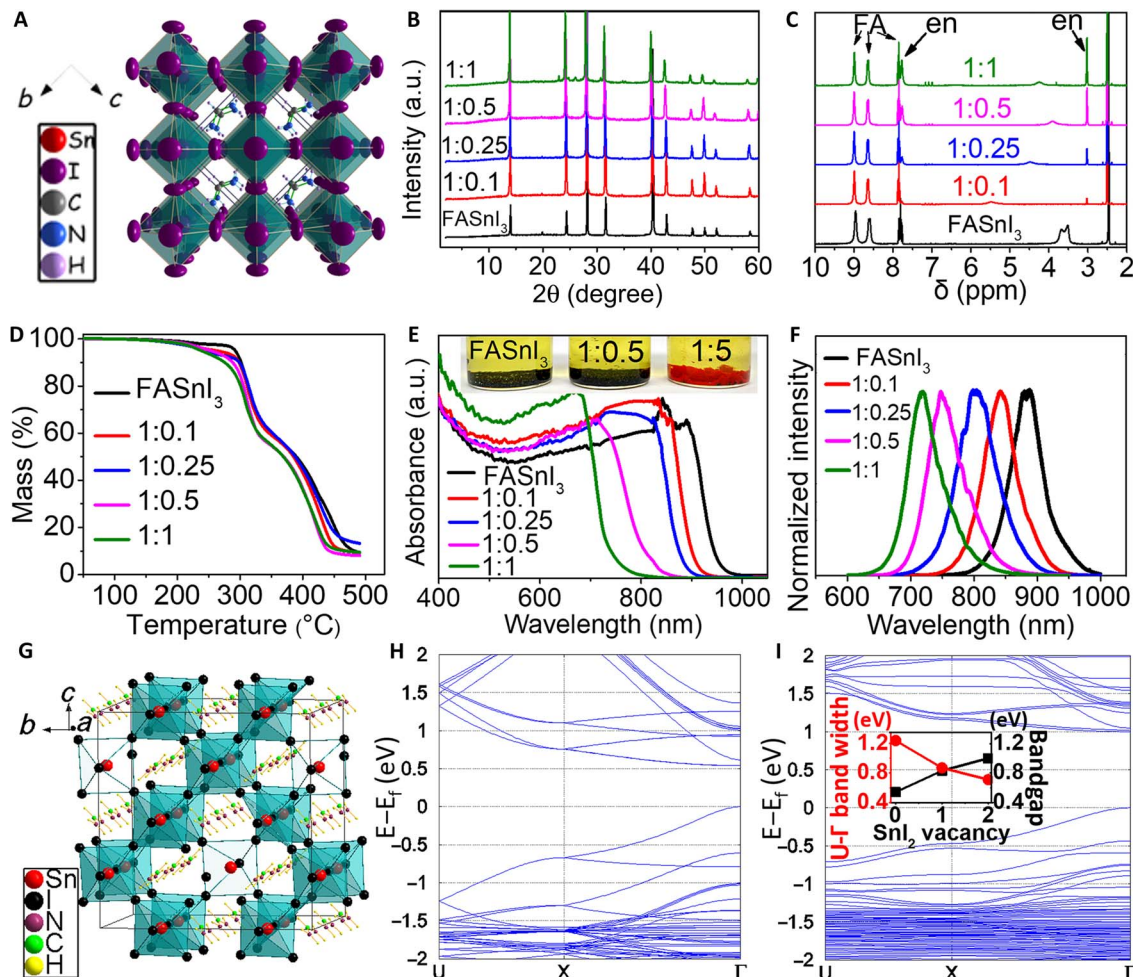 A
b
c
Sn
I
C
N
H
B
Intensity (a.u.)
1:1
1:0.5
1:0.25
1:0.1
FASnI₃
10 20 30 40 50 60
2θ (degree)
C
FA
en
en
1:1
1:0.5
1:0.25
1:0.1
FASnI₃
10 9 8 7 6 5 4 3 2
δ (ppm)
D
Mass (%)
100
80
60
40
20
0
FASnI₃
1:0.1
1:0.25
1:0.5
1:1
100 200 300 400 500
Temperature (°C)
E
Absorbance (a.u.)
FASnI₃ 1:0.5 1:5
FASnI₃
1:0.1
1:0.25
1:0.5
1:1
400 600 800 1000
Wavelength (nm)
F
Normalized intensity
FASnI₃
1:0.1
1:0.25
1:0.5
1:1
600 700 800 900 1000
Wavelength (nm)
G
c
b
a
Sn
I
N
C
H
H
E−Ef (eV)
2
1.5
1
0.5
0
−0.5
−1
−1.5
−2
U X Γ
I
E−Ef (eV)
2
1.5
1
0.5
0
−0.5
−1
−1.5
−2
U X Γ
U-Γ band width
(eV)
1.2
0.8
0.4
0 1 2
SnI₂ vacancy
(eV)
1.2
0.8
0.4
Bandgap